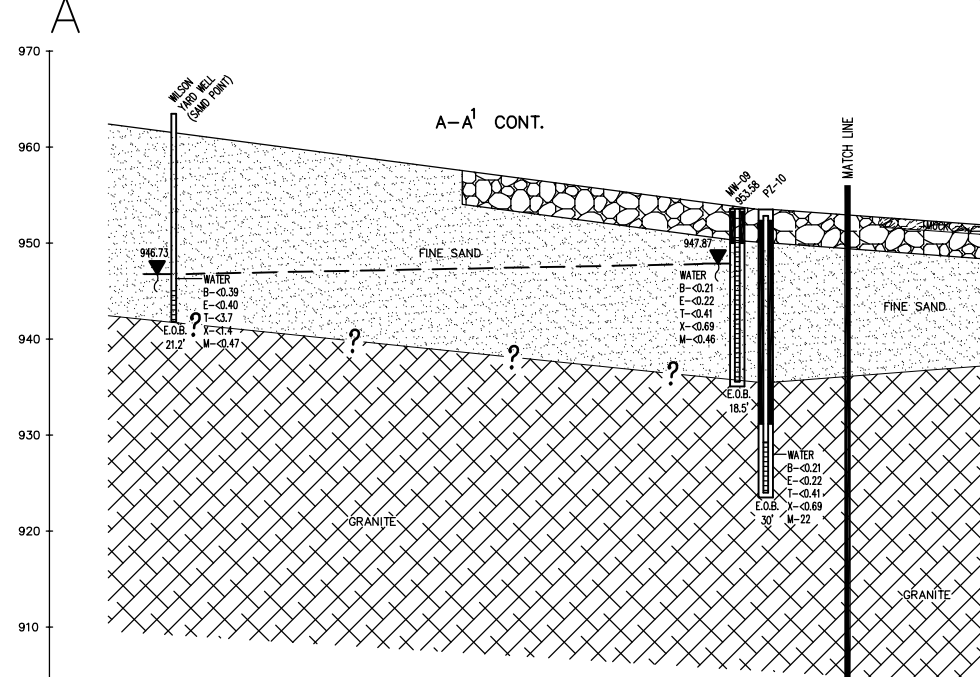 A
970
960
950
940
930
920
910
WILSON
YARD WELL
(SAMD POINT)
A-A1 CONT.
MW-09
953.58
PZ-10
MATCH LINE
MUCK
946.73
FINE SAND
947.87
WATER
B-<0.39
E-<0.40
T-<3.7
X-<1.4
M-<0.47
E.O.B.
21.2'
?
?
?
?
WATER
B-<0.21
E-<0.22
T-<0.41
X-<0.69
M-<0.46
FINE SAND
E.O.B.
18.5'
WATER
B-<0.21
E-<0.22
T-<0.41
X-<0.69
M-22
E.O.B.
30'
GRANITE
GRANITE